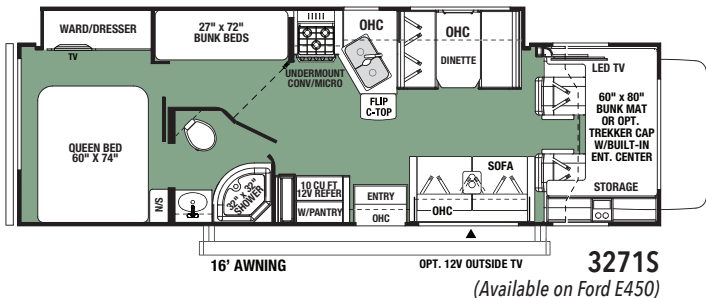 WARD/DRESSER
TV
27" x 72"
BUNK BEDS
UNDERMOUNT
CONV/MICRO
OHC
FLIP
C-TOP
OHC
DINETTE
LED TV
60" x 80"
BUNK MAT
OR OPT.
TREKKER CAP
W/BUILT-IN
ENT. CENTER
STORAGE
QUEEN BED
60" X 74"
N/S
32" x 32"
SHOWER
10 CU FT
12V REFER
W/PANTRY
ENTRY
OHC
SOFA
OHC
16' AWNING
OPT. 12V OUTSIDE TV
3271S
(Available on Ford E450)